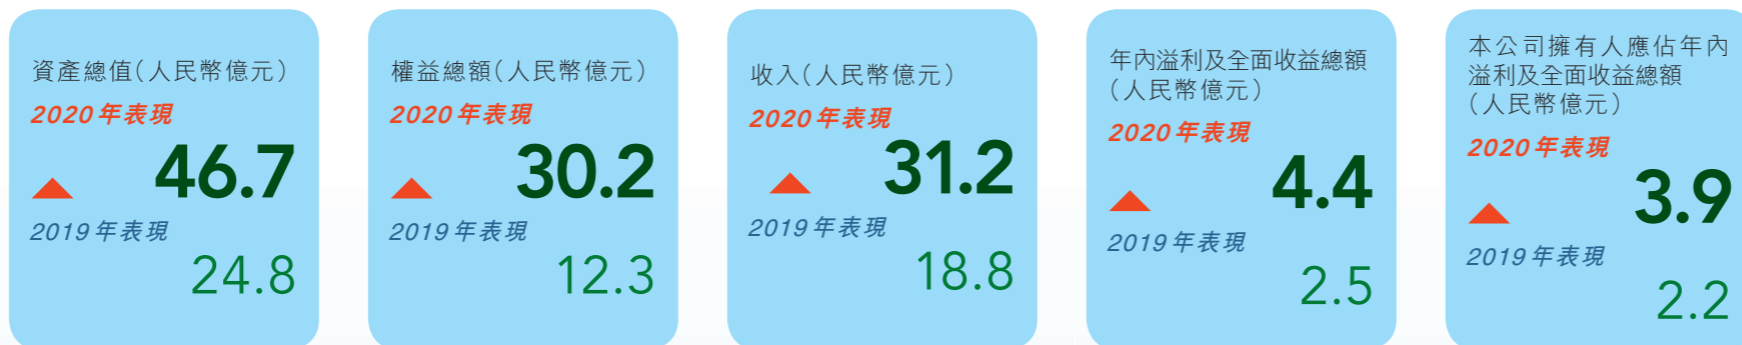 資產總值(人民幣億元)
2020年表現
46.7
2019年表現
24.8
權益總額(人民幣億元)
2020年表現
30.2
2019年表現
12.3
收入(人民幣億元)
2020年表現
31.2
2019年表現
18.8
年內溢利及全面收益總額
(人民幣億元)
2020年表現
4.4
2019年表現
2.5
本公司擁有人應佔年內
溢利及全面收益總額
(人民幣億元)
2020年表現
3.9
2019年表現
2.2